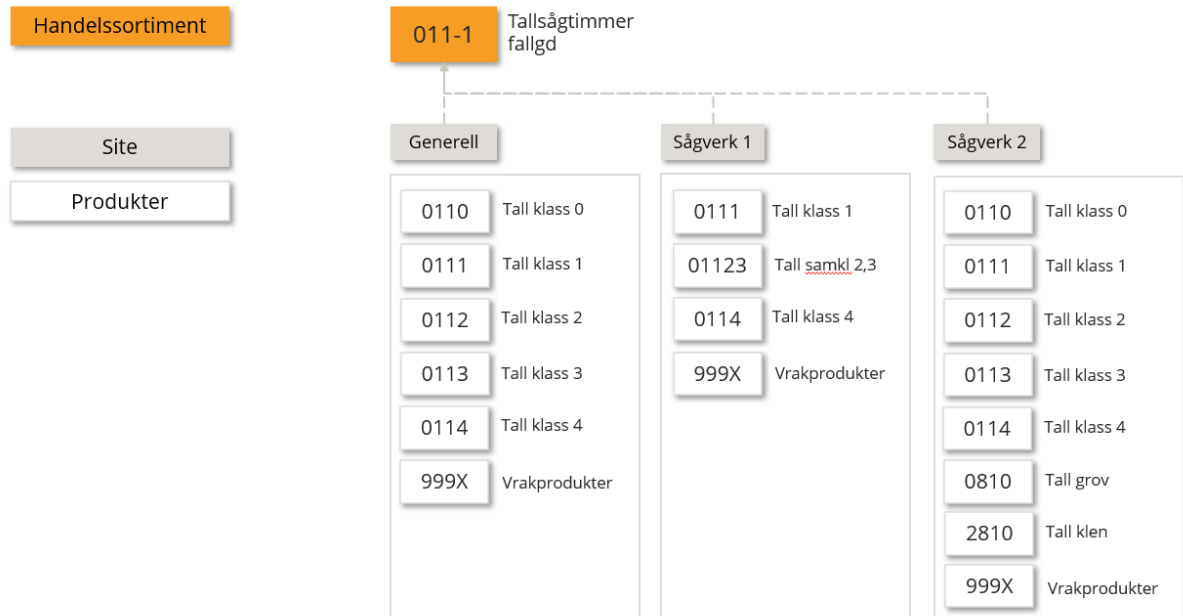 Handelssortiment
011-1
Tallsågtimmer
fallgd
Site
Produkter
Generell
0110 Tall klass 0
0111 Tall klass 1
0112 Tall klass 2
0113 Tall klass 3
0114 Tall klass 4
999X Vrakprodukter
Sågverk 1
0111 Tall klass 1
01123 Tall samkl 2,3
0114 Tall klass 4
999X Vrakprodukter
Sågverk 2
0110 Tall klass 0
0111 Tall klass 1
0112 Tall klass 2
0113 Tall klass 3
0114 Tall klass 4
0810 Tall grov
2810 Tall klen
999X Vrakprodukter